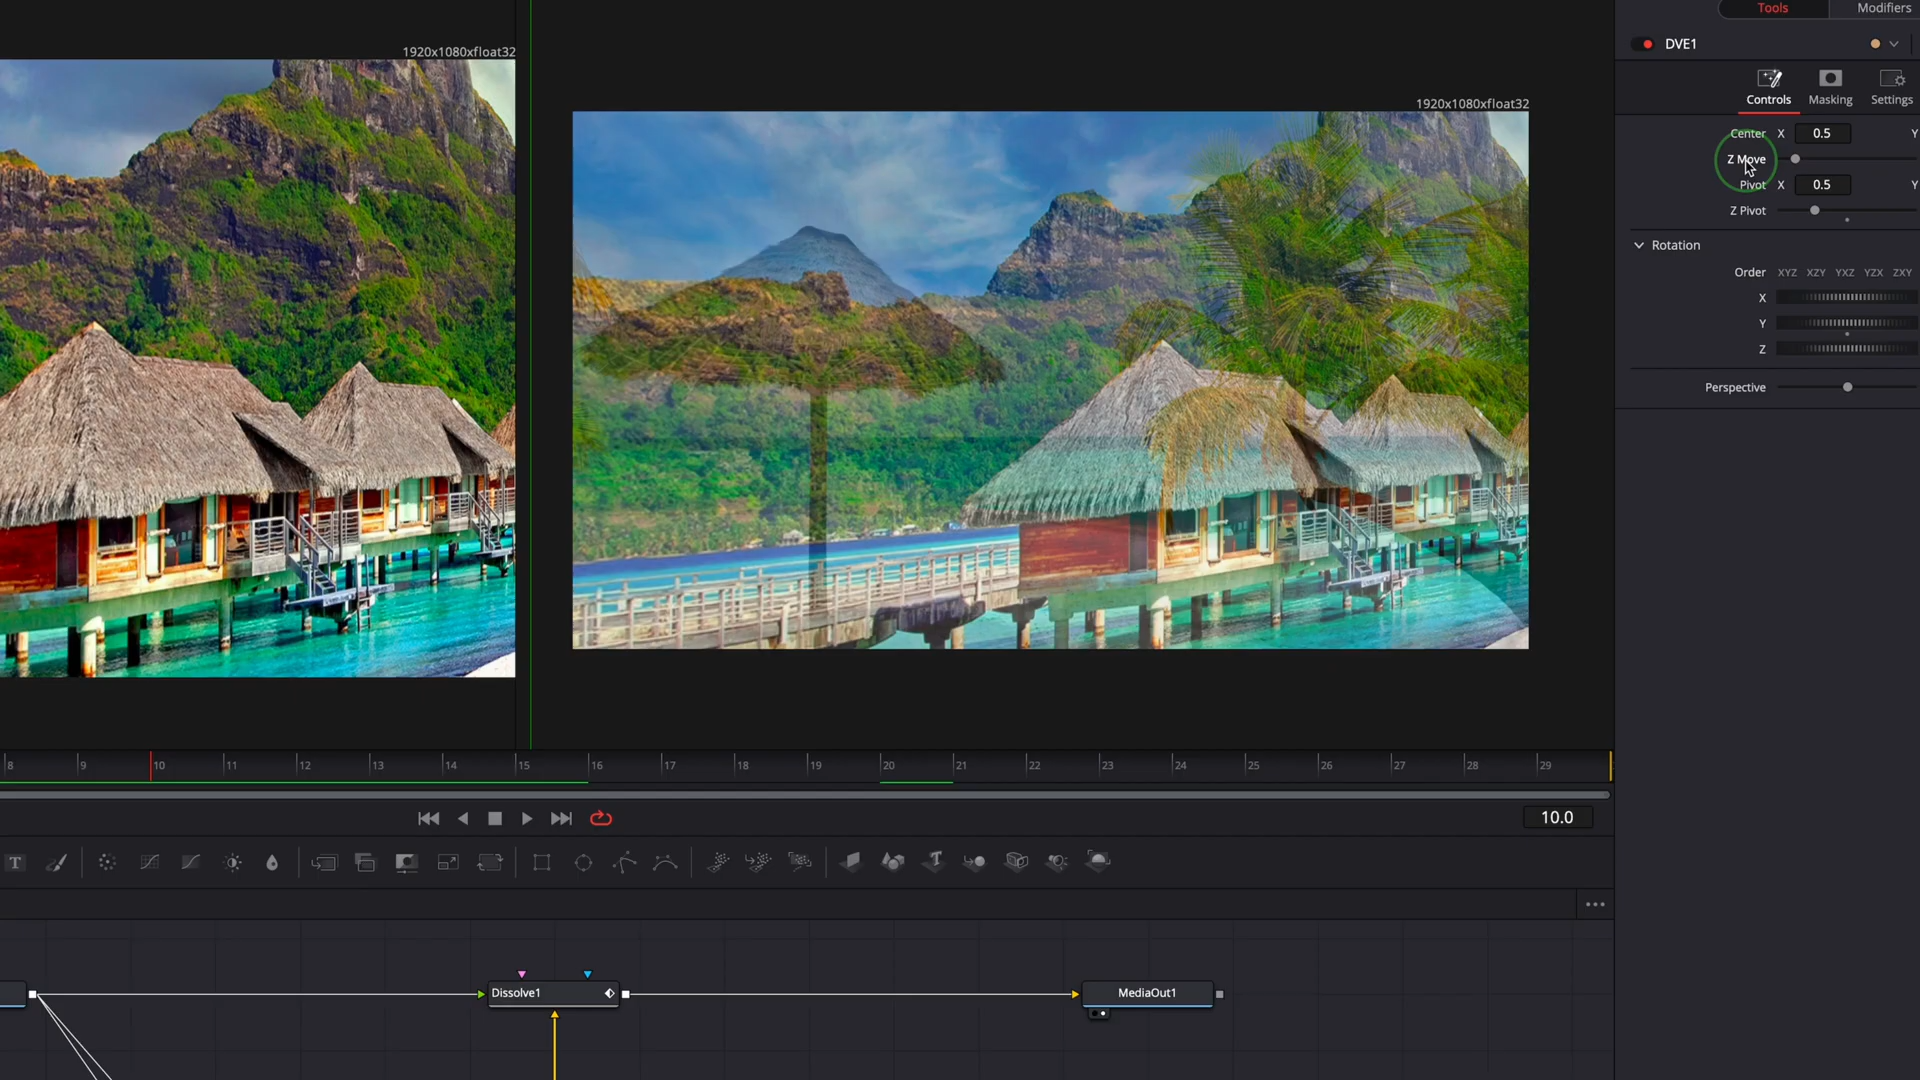 Tools Modifiers
1920x1080xfloat32
DVE1
Controls Masking Settings
1920x1080xfloat32
Center X 0.5 Y
Z Move
Pivot X 0.5 Y
Z Pivot
Rotation
Order XYZ XZY YXZ YZX ZXY
X
Y
Z
Perspective
8 9 10 11 12 13 14 15 16 17 18 19 20 21 22 23 24 25 26 27 28 29
10.0
T
Dissolve1 MediaOut1